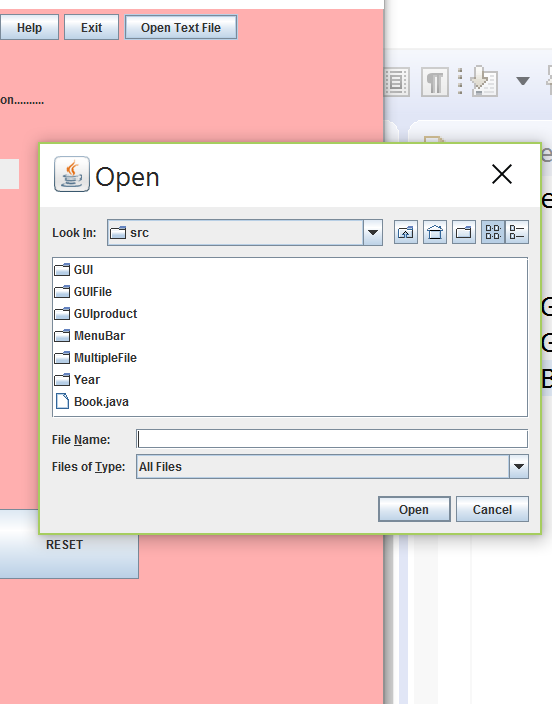 Help Exit Open Text File
on..........
Open
Look In: src
GUI
GUIFile
GUIproduct
MenuBar
MultipleFile
Year
Book.java
File Name:
Files of Type: All Files
Open Cancel
RESET
e
e
G
G
B